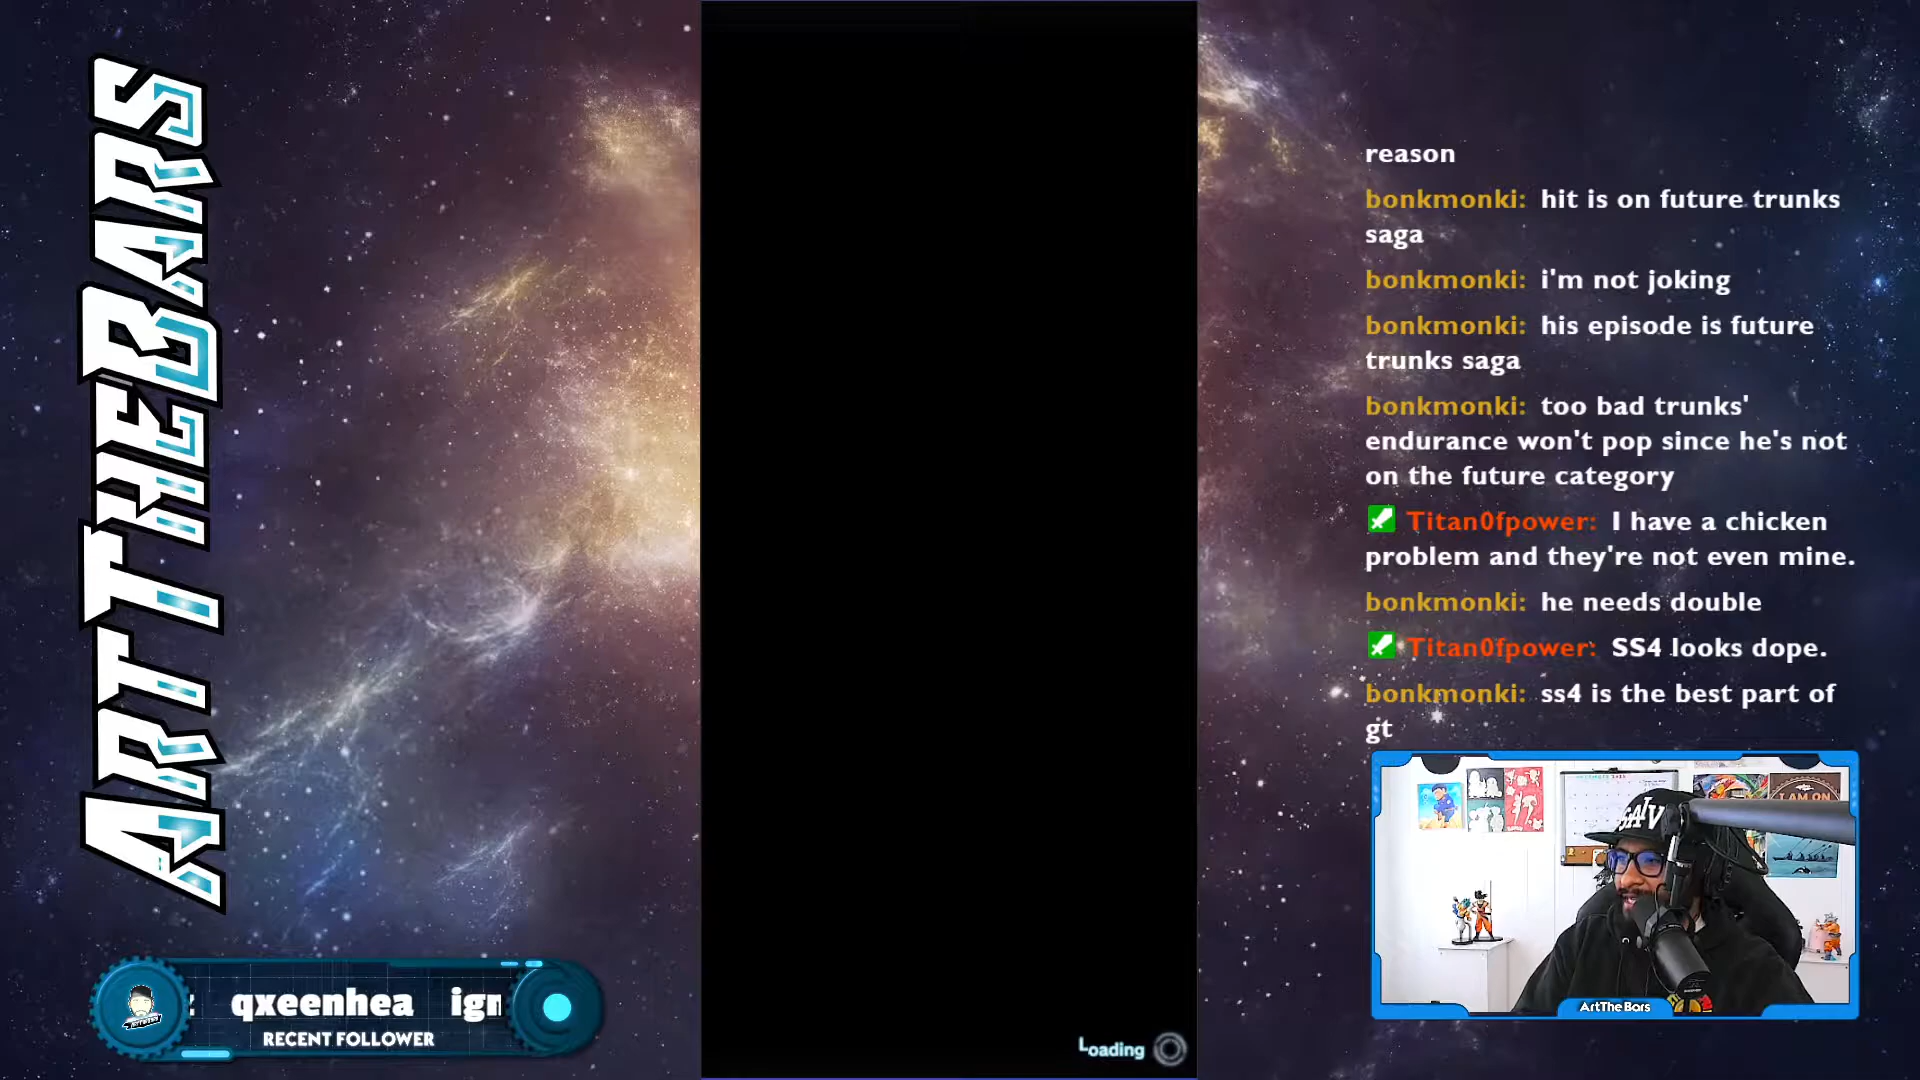 ARTTHEBARS
reason
bonkmonki: hit is on future trunks
saga
bonkmonki: i'm not joking
bonkmonki: his episode is future
trunks saga
bonkmonki: too bad trunks'
endurance won't pop since he's not
on the future category
Titan0fpower: I have a chicken
problem and they're not even mine.
bonkmonki: he needs double
Titan0fpower: SS4 looks dope.
bonkmonki: ss4 is the best part of
gt
I AM ON
ArtTheBars
qxeenhea ign
RECENT FOLLOWER
Loading